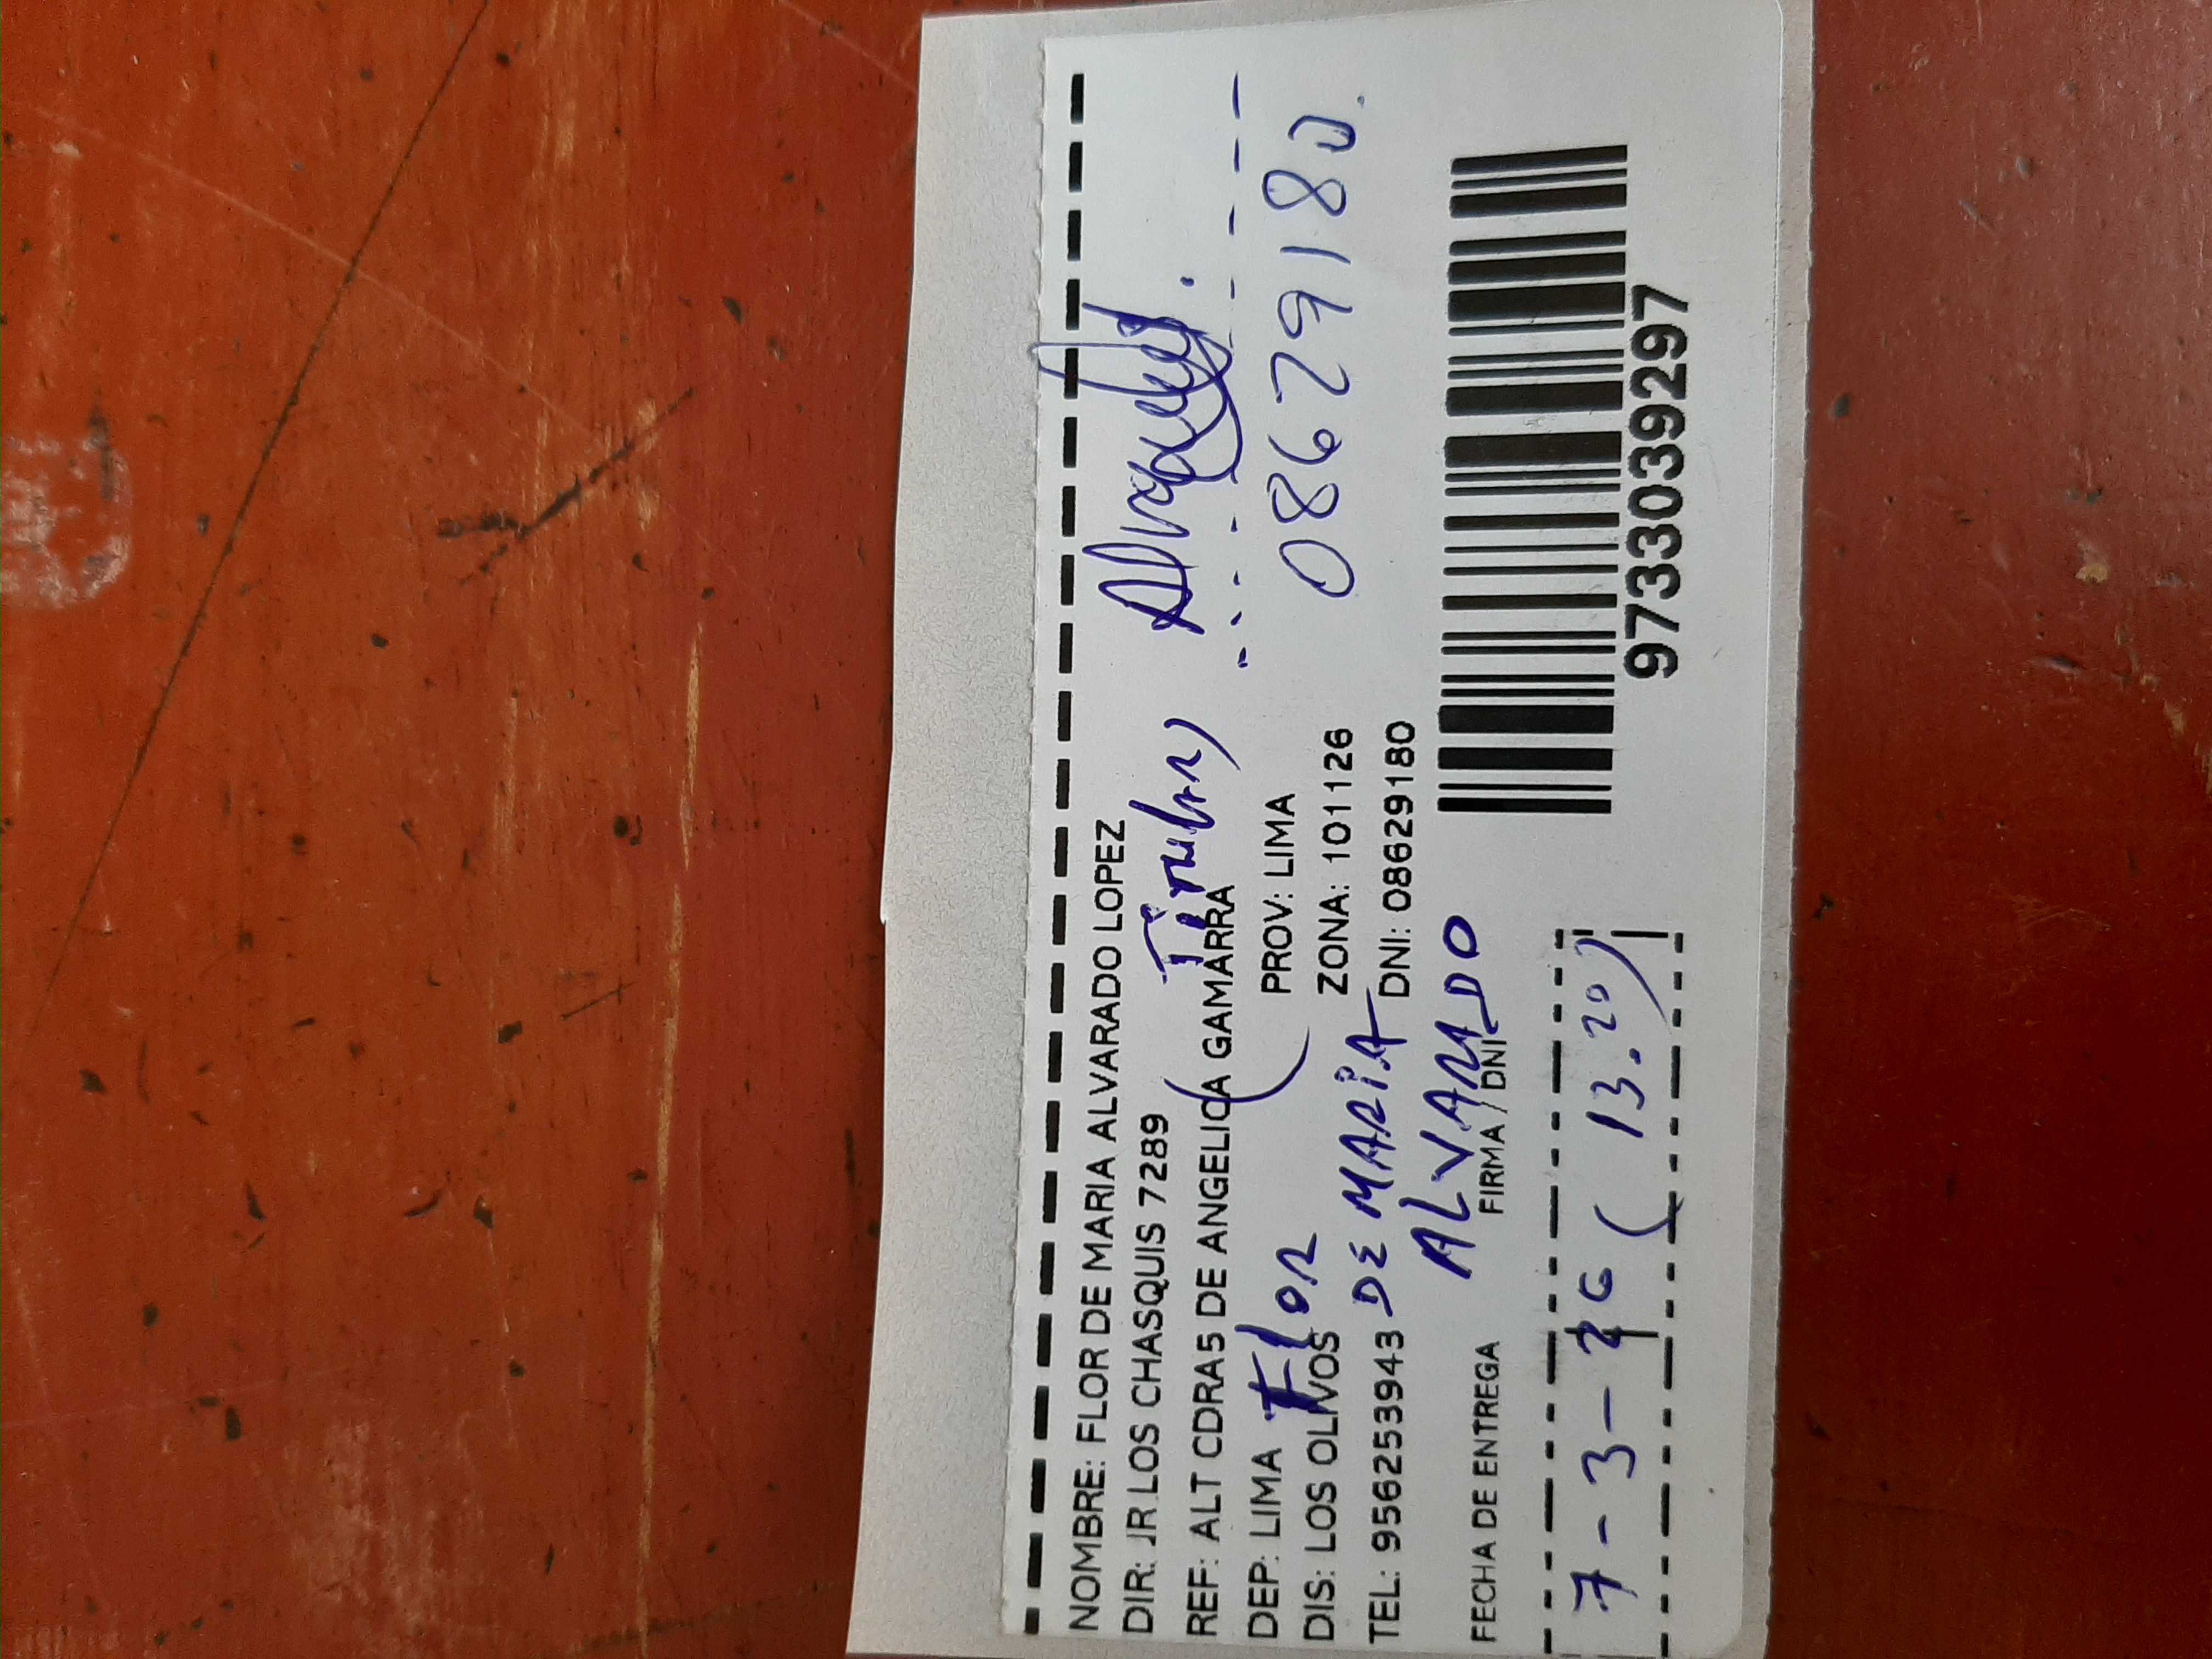 NOMBRE: FLOR DE MARIA ALVARADO LOPEZ
DIR: JR LOS CHASQUIS 7289
REF: ALT CDRA5 DE ANGELICA GAMARRA
(Titular)
DEP: LIMA PROV: LIMA
DIS: LOS OLIVOS ZONA: 101126
TEL: 956253943 DNI: 08629180
Flor
DE MARIA
ALVARADO
08629180
FECHA DE ENTREGA FIRMA / DNI
7-3-26 (13.20)
9733039297